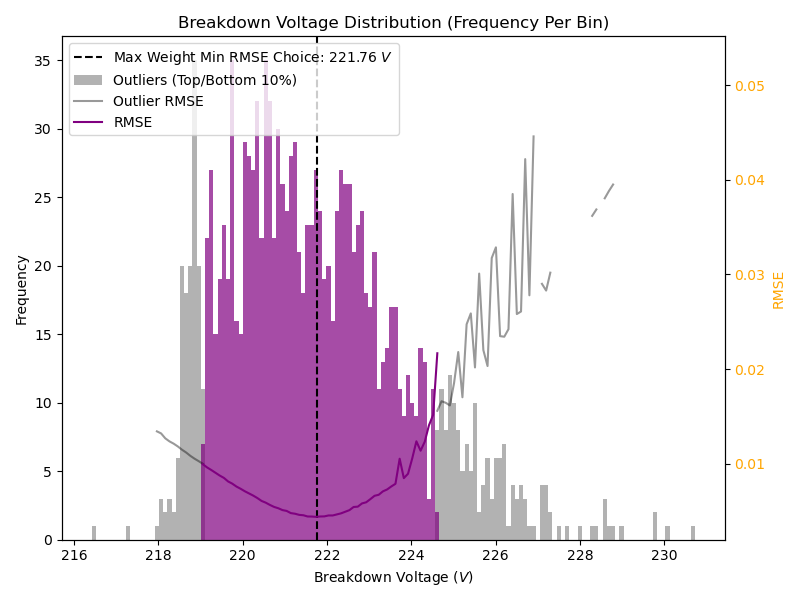 Breakdown Voltage Distribution (Frequency Per Bin)
Max Weight Min RMSE Choice: 221.76 V
Outliers (Top/Bottom 10%)
Outlier RMSE
RMSE
35
30
25
20
15
10
5
0
Frequency
0.05
0.04
0.03
0.02
0.01
RMSE
216
218
220
222
224
226
228
230
Breakdown Voltage (V)